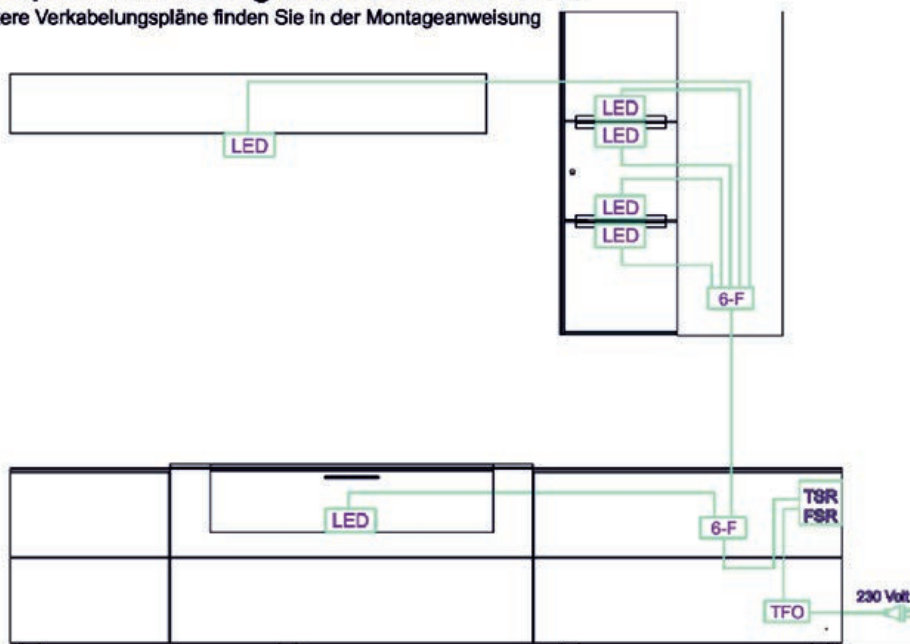 tere Verkabelungspläne finden Sie in der Montageanweisung
LED
LED
LED
LED
LED
6-F
LED
6-F
TSR
FSR
TFO
230 Volt